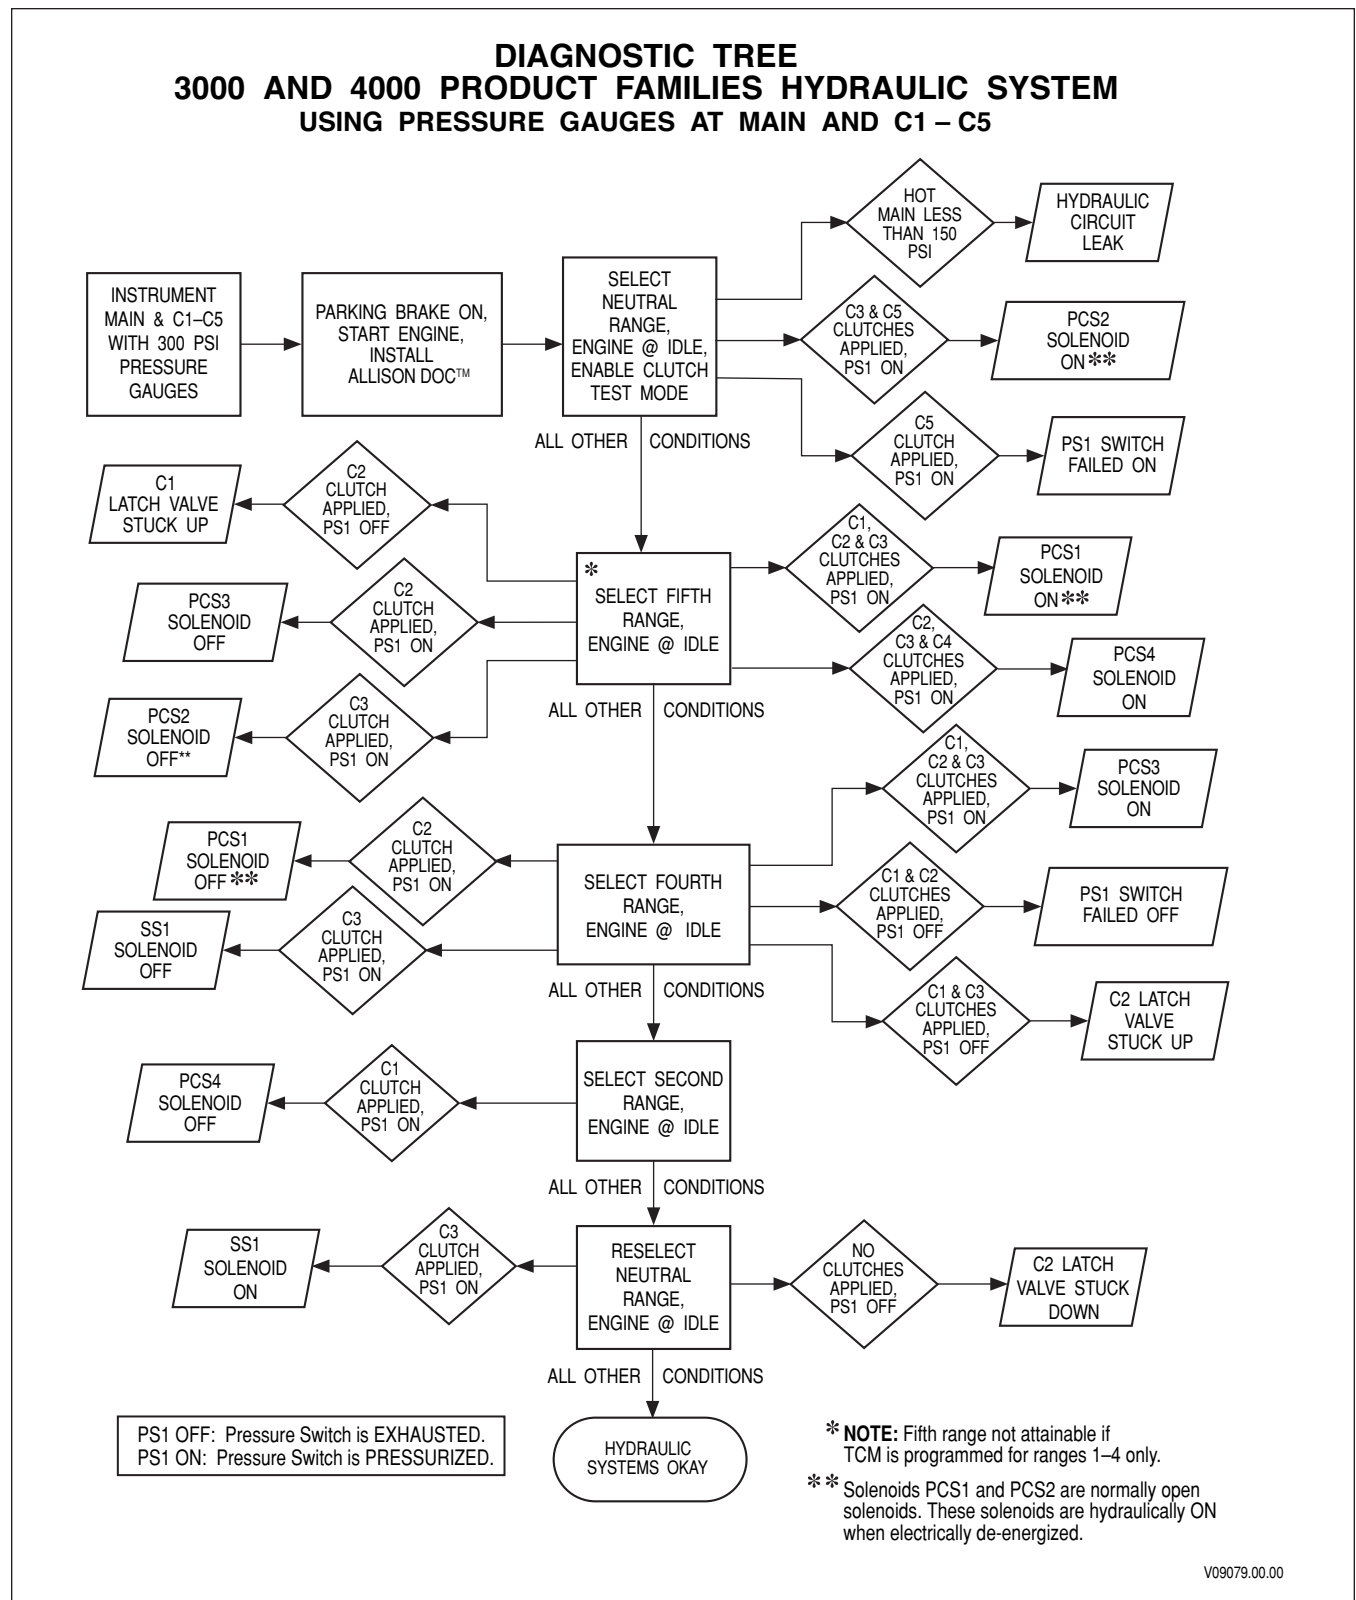 DIAGNOSTIC TREE
3000 AND 4000 PRODUCT FAMILIES HYDRAULIC SYSTEM
USING PRESSURE GAUGES AT MAIN AND C1 – C5
INSTRUMENT
MAIN & C1–C5
WITH 300 PSI
PRESSURE
GAUGES
PARKING BRAKE ON,
START ENGINE,
INSTALL
ALLISON DOC™
SELECT
NEUTRAL
RANGE,
ENGINE @ IDLE,
ENABLE CLUTCH
TEST MODE
HOT
MAIN LESS
THAN 150
PSI
HYDRAULIC
CIRCUIT
LEAK
C3 & C5
CLUTCHES
APPLIED,
PS1 ON
PCS2
SOLENOID
ON**
C5
CLUTCH
APPLIED,
PS1 ON
PS1 SWITCH
FAILED ON
ALL OTHER CONDITIONS
C2
CLUTCH
APPLIED,
PS1 OFF
C1
LATCH VALVE
STUCK UP
C2
CLUTCH
APPLIED,
PS1 ON
PCS3
SOLENOID
OFF
C3
CLUTCH
APPLIED,
PS1 ON
PCS2
SOLENOID
OFF**
*
SELECT FIFTH
RANGE,
ENGINE @ IDLE
C1,
C2 & C3
CLUTCHES
APPLIED,
PS1 ON
PCS1
SOLENOID
ON**
C2,
C3 & C4
CLUTCHES
APPLIED,
PS1 ON
PCS4
SOLENOID
ON
ALL OTHER CONDITIONS
C2
CLUTCH
APPLIED,
PS1 ON
PCS1
SOLENOID
OFF**
C3
CLUTCH
APPLIED,
PS1 ON
SS1
SOLENOID
OFF
SELECT FOURTH
RANGE,
ENGINE @ IDLE
C1,
C2 & C3
CLUTCHES
APPLIED,
PS1 ON
PCS3
SOLENOID
ON
C1 & C2
CLUTCHES
APPLIED,
PS1 OFF
PS1 SWITCH
FAILED OFF
C1 & C3
CLUTCHES
APPLIED,
PS1 OFF
C2 LATCH
VALVE
STUCK UP
ALL OTHER CONDITIONS
SELECT SECOND
RANGE,
ENGINE @ IDLE
C1
CLUTCH
APPLIED,
PS1 ON
PCS4
SOLENOID
OFF
ALL OTHER CONDITIONS
RESELECT
NEUTRAL
RANGE,
ENGINE @ IDLE
C3
CLUTCH
APPLIED,
PS1 ON
SS1
SOLENOID
ON
NO
CLUTCHES
APPLIED,
PS1 OFF
C2 LATCH
VALVE STUCK
DOWN
ALL OTHER CONDITIONS
HYDRAULIC
SYSTEMS OKAY
PS1 OFF: Pressure Switch is EXHAUSTED.
PS1 ON: Pressure Switch is PRESSURIZED.
* NOTE: Fifth range not attainable if
TCM is programmed for ranges 1–4 only.
** Solenoids PCS1 and PCS2 are normally open
solenoids. These solenoids are hydraulically ON
when electrically de-energized.
V09079.00.00